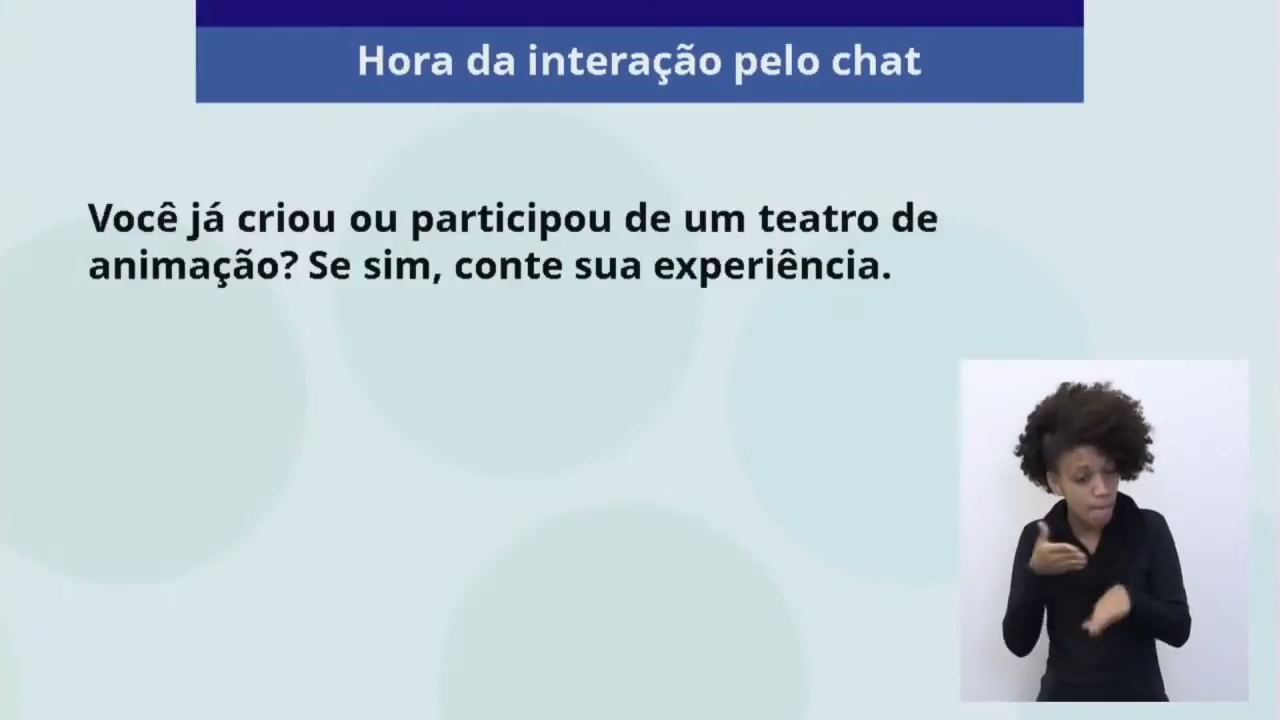 Hora da interação pelo chat
Você já criou ou participou de um teatro de
animação? Se sim, conte sua experiência.